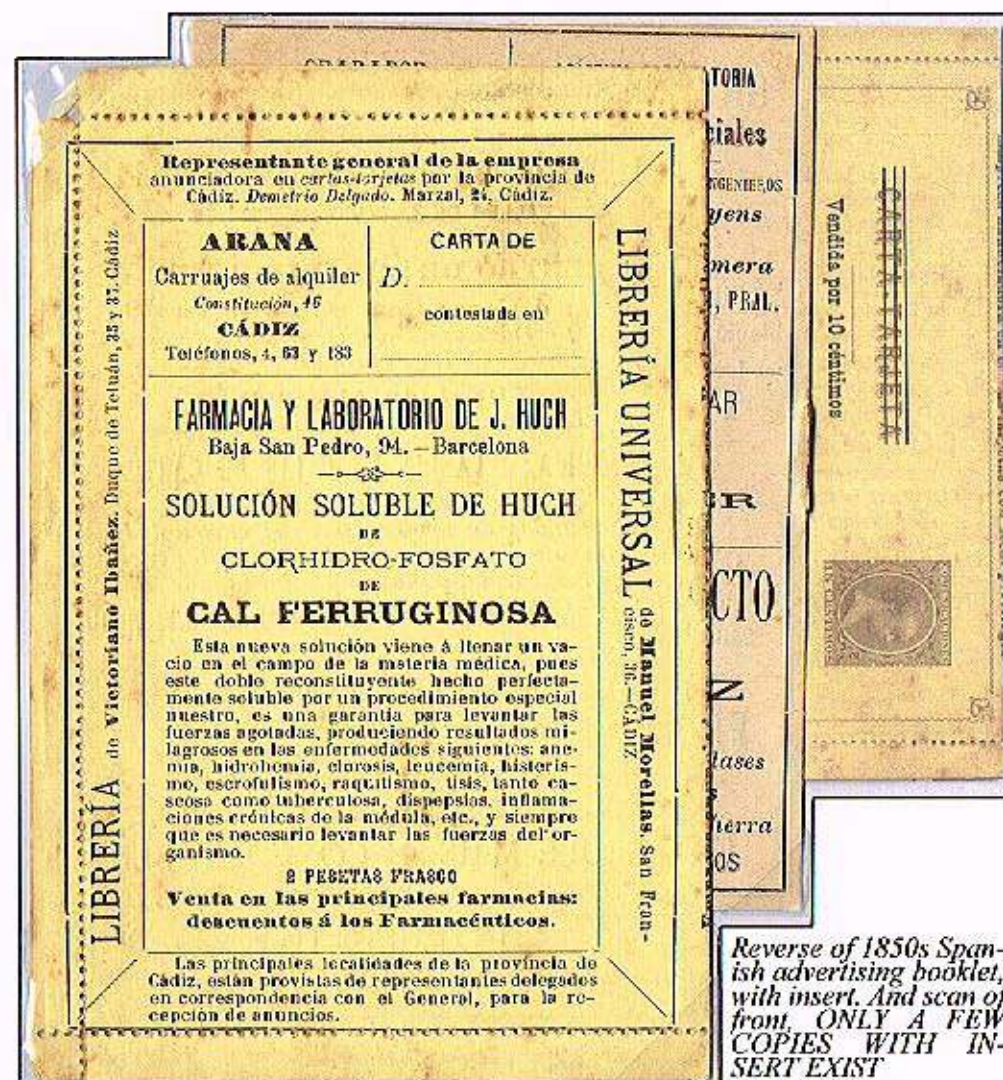 Representante general de la empresa
anunciadora en cartas-tarjetas por la provincia de
Cádiz. Demetrio Delgado. Marzal, 24, Cádiz.
LIBRERÍA de Victoriano Ibáñez. Duque de Tetuán, 35 y 37. Cádiz
ARANA
Carruajes de alquiler
Constitución, 46
CÁDIZ
Teléfonos, 4, 63 y 183
CARTA DE
D.
contestada en
FARMACIA Y LABORATORIO DE J. HUCH
Baja San Pedro, 94. — Barcelona
SOLUCIÓN SOLUBLE DE HUCH
DE
CLORHIDRO-FOSFATO
DE
CAL FERRUGINOSA
Esta nueva solución viene á llenar un va-
cio en el campo de la materia médica, pues
este doble reconstituyente hecho perfecta-
mente soluble por un procedimiento especial
nuestro, es una garantia para levantar las
fuerzas agotadas, produciendo resultados mi-
lagrosos en las enfermedades siguientes: ane-
mia, hidrohemia, clorosis, leucemia, histeris-
mo, escrofulismo, raquitismo, tisis, tanto ca-
seosa como tuberculosa, dispepsias, inflama-
ciones crónicas de la médula, etc., y siempre
que es necesario levantar las fuerzas del or-
ganismo.
2 PESETAS FRASCO
Venta en las principales farmacias:
descuentos á los Farmacéuticos.
LIBRERÍA UNIVERSAL de Manuel Morellas. San Fran-
cisco, 36.—CADIZ
Las principales localidades de la provincia de
Cádiz, están provistas de representantes delegados
en correspondencia con el General, para la re-
cepción de anuncios.
GRABADOR
TORIA
ciales
NGENIEROS
yens
mera
, PRAL.
AR
ER
CTO
N
lases
tierra
OS
CARTA-TARJETA
Vendida por 10 céntimos
Reverse of 1850s Span-
ish advertising booklet,
with insert. And scan of
front, ONLY A FEW
COPIES WITH IN-
SERT EXIST